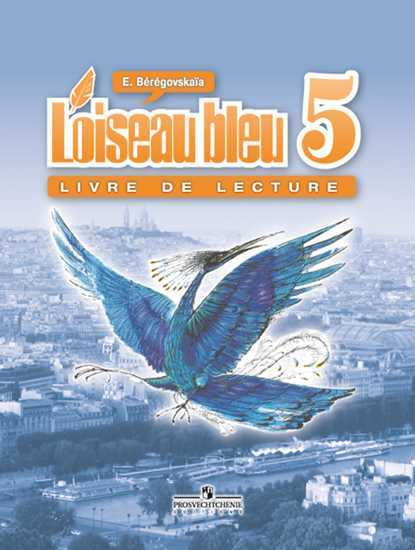 E. Bérégovskaïa
L'oiseau bleu 5
LIVRE DE LECTURE
PROSVECHTCHENIE